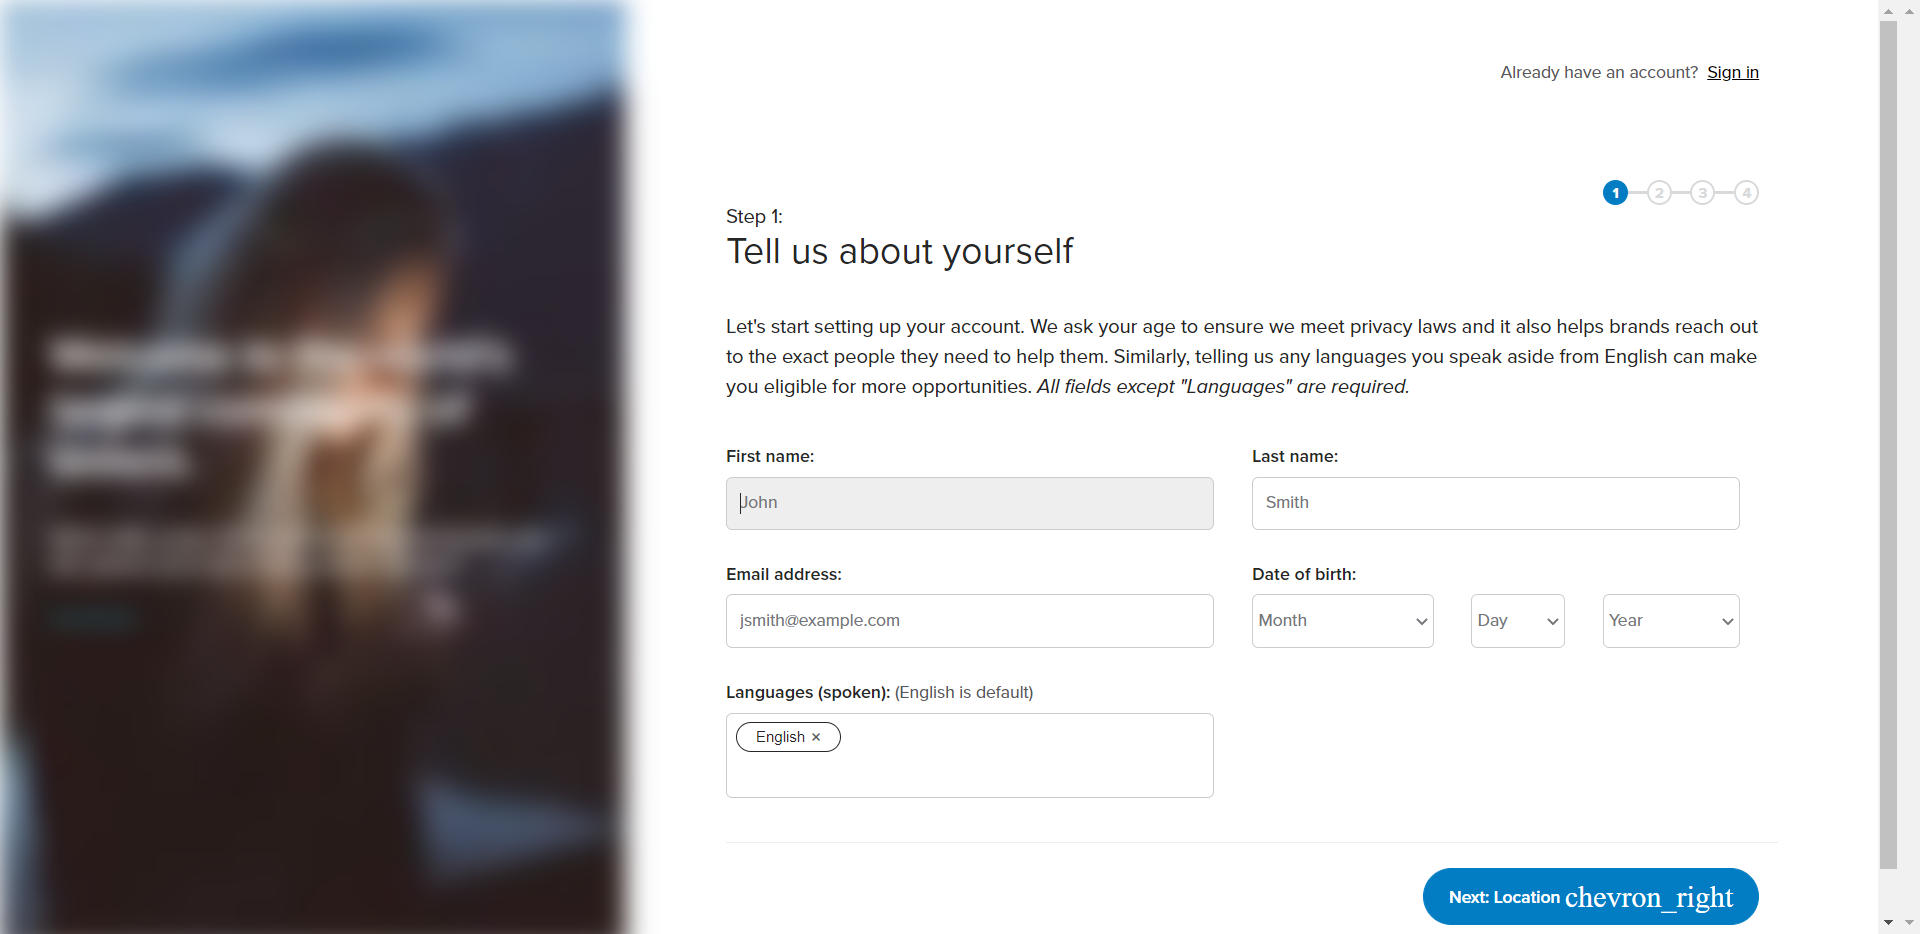 Already have an account? Sign in
1 2 3 4
Step 1:
Tell us about yourself
Let's start setting up your account. We ask your age to ensure we meet privacy laws and it also helps brands reach out
to the exact people they need to help them. Similarly, telling us any languages you speak aside from English can make
you eligible for more opportunities. All fields except "Languages" are required.
First name:
Last name:
John
Smith
Email address:
Date of birth:
jsmith@example.com
Month
Day
Year
Languages (spoken): (English is default)
English ×
Next: Location chevron_right